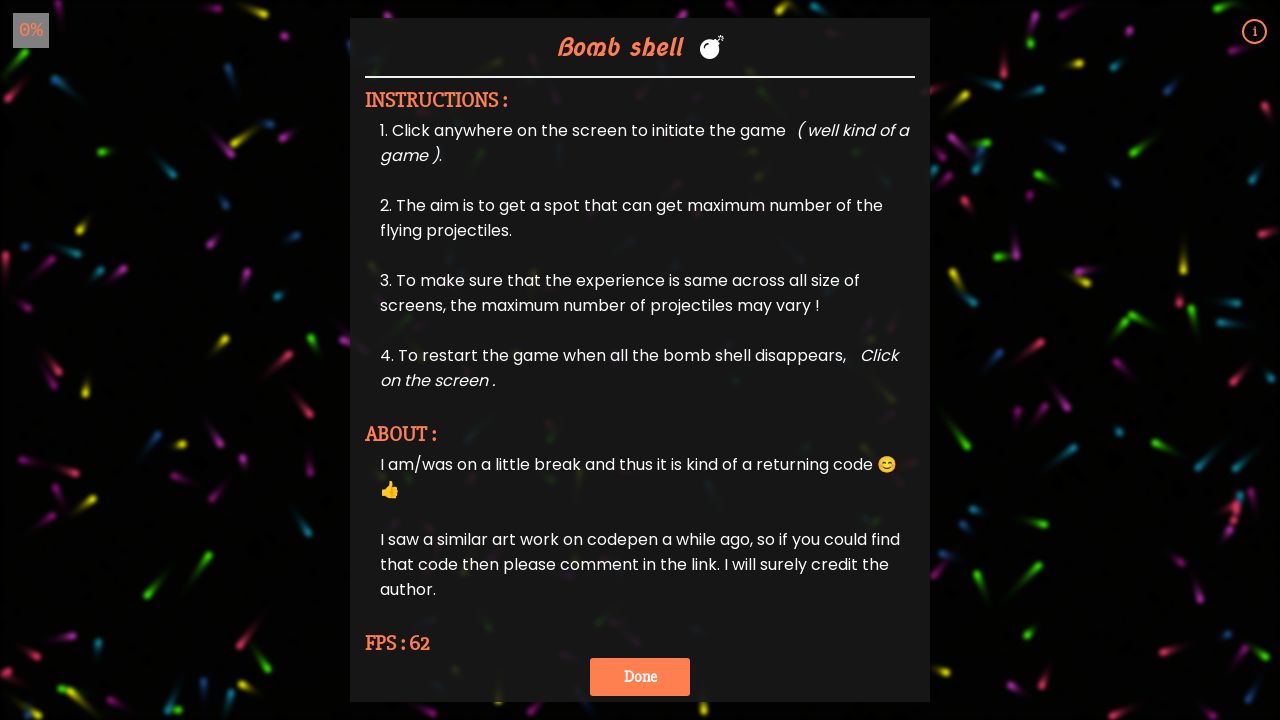 0%
i
Bomb shell 💣
INSTRUCTIONS :
1. Click anywhere on the screen to initiate the game ( well kind of a
game ).
2. The aim is to get a spot that can get maximum number of the
flying projectiles.
3. To make sure that the experience is same across all size of
screens, the maximum number of projectiles may vary !
4. To restart the game when all the bomb shell disappears, Click
on the screen .
ABOUT :
I am/was on a little break and thus it is kind of a returning code 😊
👍
I saw a similar art work on codepen a while ago, so if you could find
that code then please comment in the link. I will surely credit the
author.
FPS : 62
Done